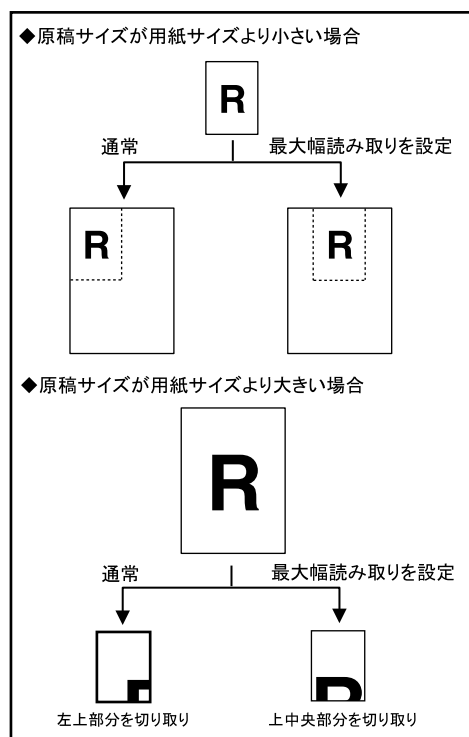 ◆原稿サイズが用紙サイズより小さい場合
R
通常 最大幅読み取りを設定
R R
◆原稿サイズが用紙サイズより大きい場合
R
通常 最大幅読み取りを設定
R R
左上部分を切り取り 上中央部分を切り取り